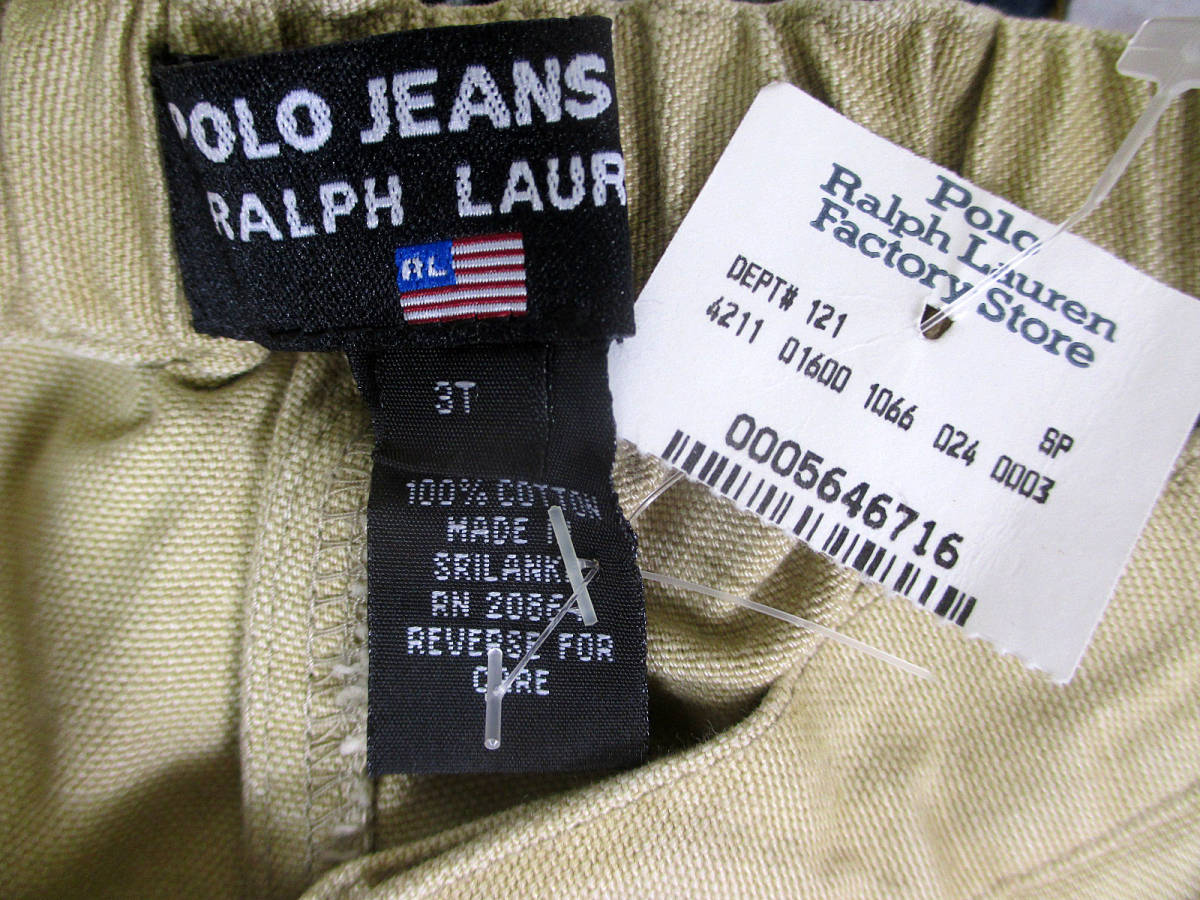 POLO JEANS
RALPH LAUR
RL
3T
100% COTTON
MADE
SRILANK
RN 20864
REVERSE FOR
CARE
Polo
Ralph Lauren
Factory Store
DEPT# 121
SP
4211 01600 1066 024 0003
0005646716